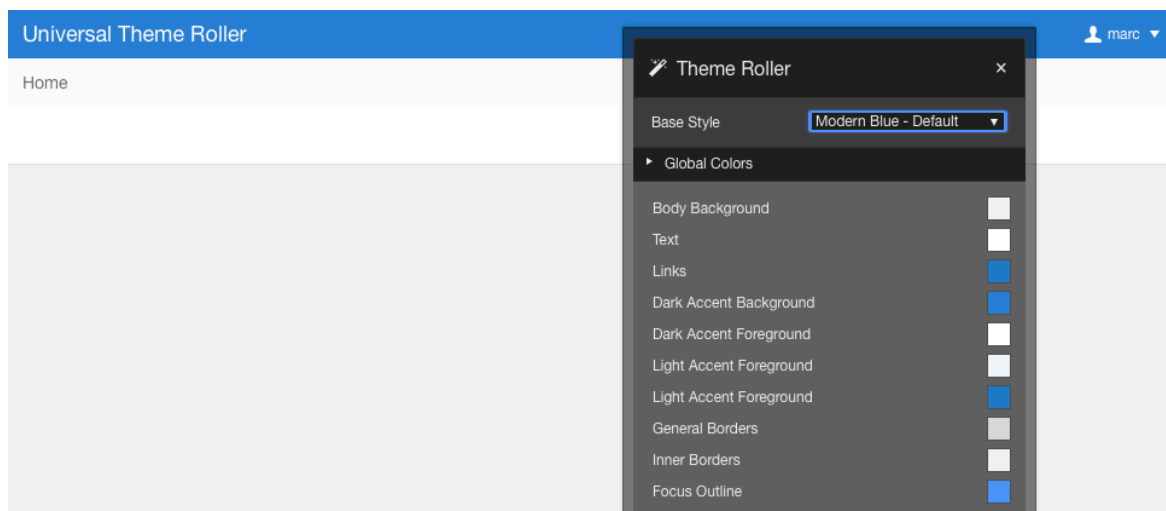 Universal Theme Roller
marc
Home
Theme Roller
Base Style Modern Blue - Default
Global Colors
Body Background
Text
Links
Dark Accent Background
Dark Accent Foreground
Light Accent Foreground
Light Accent Foreground
General Borders
Inner Borders
Focus Outline